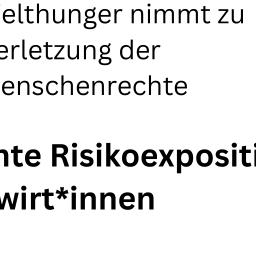 elthunger nimmt zu
erletzung der
enschenrechte
nte Risikoexpositi
wirt*innen